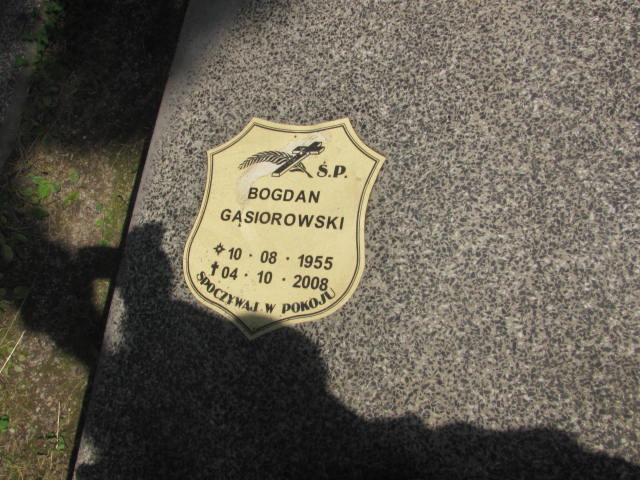 Ś.P.
BOGDAN
GĄSIOROWSKI
10 · 08 · 1955
04 · 10 · 2008
SPOCZYWAJ W POKOJU